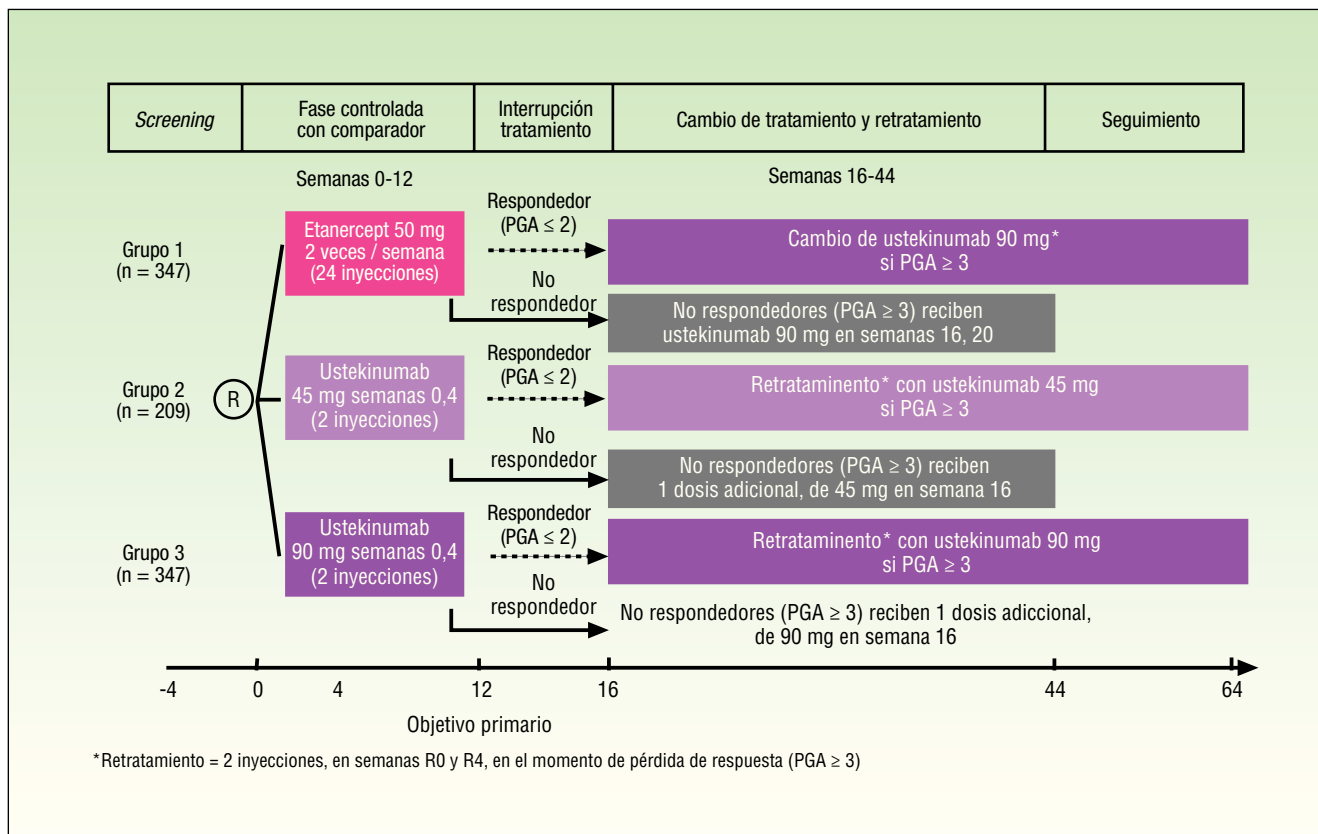 Screening
Fase controlada
con comparador
Interrupción
tratamiento
Cambio de tratamiento y retratamiento
Seguimiento
Semanas 0-12
Semanas 16-44
Grupo 1
(n = 347)
Etanercept 50 mg
2 veces / semana
(24 inyecciones)
Respondedor
(PGA ≤ 2)
Cambio de ustekinumab 90 mg*
si PGA ≥ 3
No
respondedor
No respondedores (PGA ≥ 3) reciben
ustekinumab 90 mg en semanas 16, 20
Grupo 2
(n = 209)
R
Ustekinumab
45 mg semanas 0,4
(2 inyecciones)
Respondedor
(PGA ≤ 2)
Retrataminento* con ustekinumab 45 mg
si PGA ≥ 3
No
respondedor
No respondedores (PGA ≥ 3) reciben
1 dosis adicional, de 45 mg en semana 16
Grupo 3
(n = 347)
Ustekinumab
90 mg semanas 0,4
(2 inyecciones)
Respondedor
(PGA ≤ 2)
Retrataminento* con ustekinumab 90 mg
si PGA ≥ 3
No
respondedor
No respondedores (PGA ≥ 3) reciben 1 dosis adiccional,
de 90 mg en semana 16
-4 0 4 12 16 44 64
Objetivo primario
*Retratamiento = 2 inyecciones, en semanas R0 y R4, en el momento de pérdida de respuesta (PGA ≥ 3)